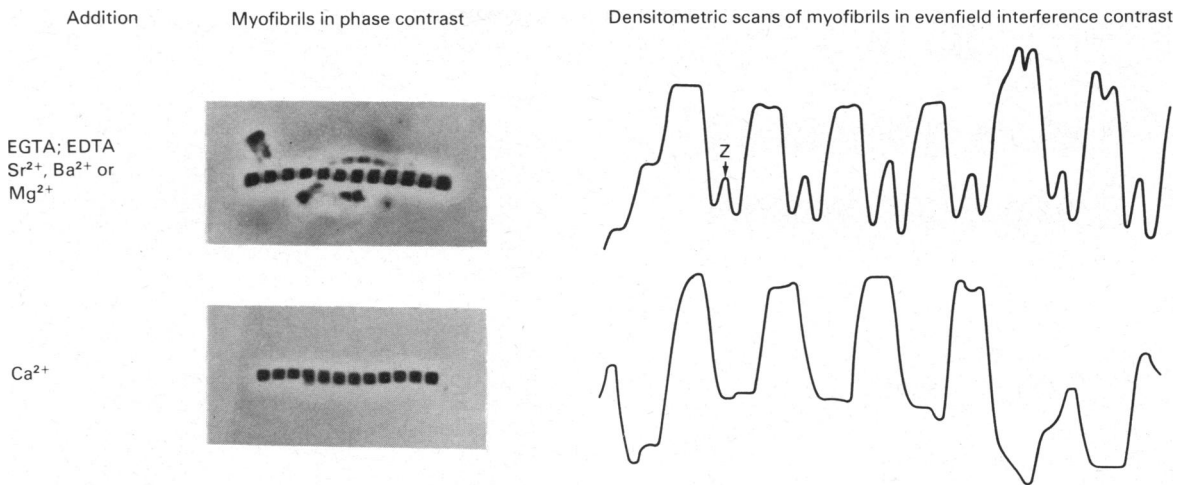 Addition
Myofibrils in phase contrast
Densitometric scans of myofibrils in evenfield interference contrast
EGTA; EDTA
Sr²⁺, Ba²⁺ or
Mg²⁺
Z
Ca²⁺